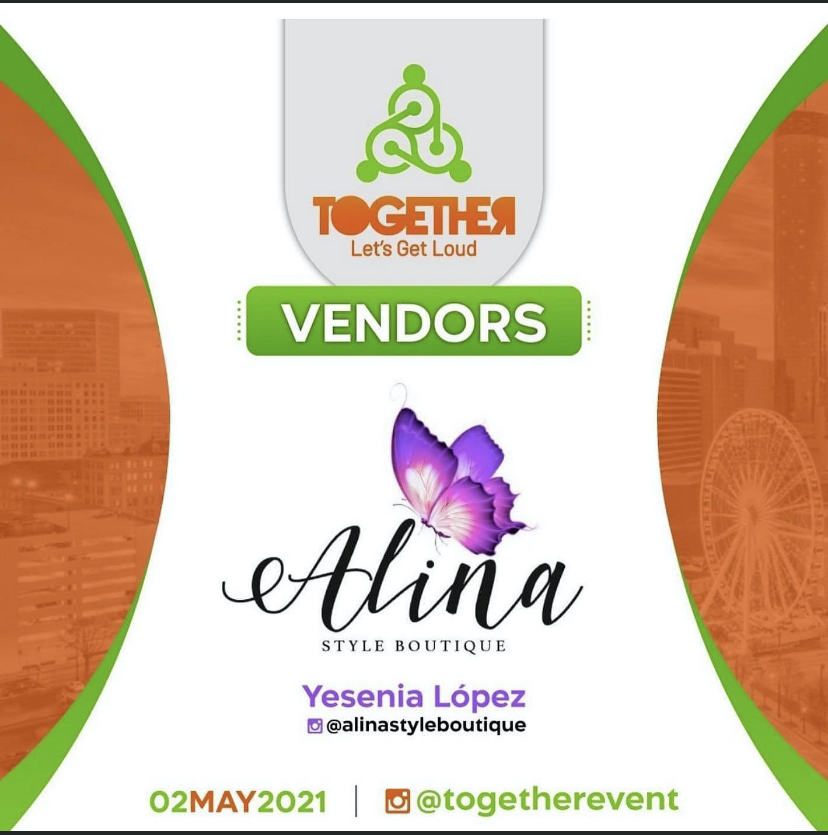 TOGETHER
Let's Get Loud
VENDORS
Alina
STYLE BOUTIQUE
Yesenia López
@alinastyleboutique
02MAY2021 | @togetherevent